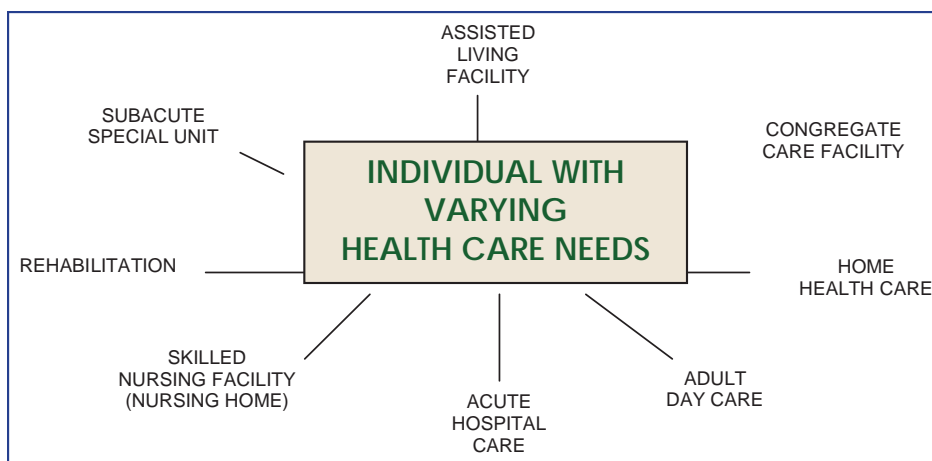 ASSISTED
LIVING
FACILITY
SUBACUTE
SPECIAL UNIT
CONGREGATE
CARE FACILITY
INDIVIDUAL WITH
VARYING
HEALTH CARE NEEDS
REHABILITATION
HOME
HEALTH CARE
SKILLED
NURSING FACILITY
(NURSING HOME)
ACUTE
HOSPITAL
CARE
ADULT
DAY CARE